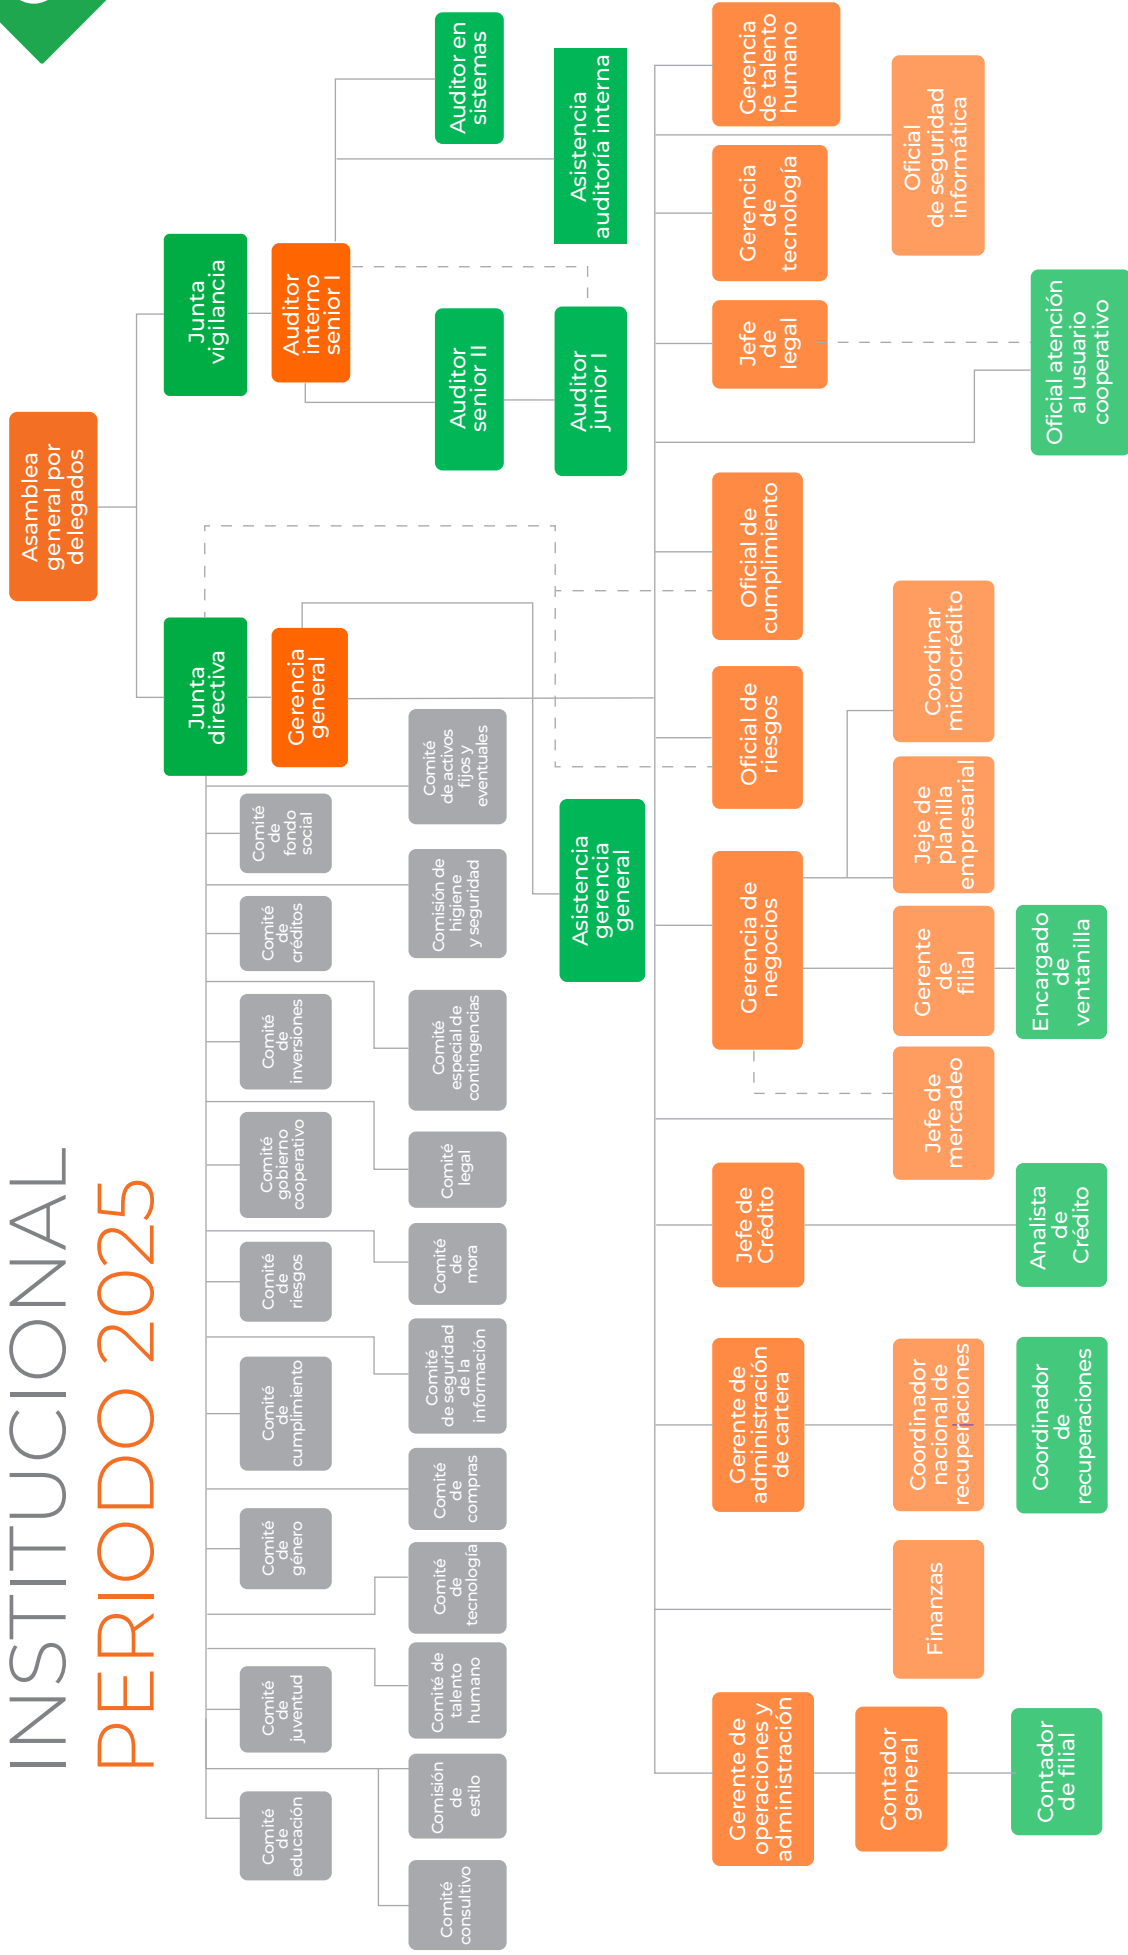 INSTITUCIONAL
PERIODO 2025
Asamblea
general por
delegados
Junta
directiva
Junta
vigilancia
Gerencia
general
Auditor
interno
senior I
Comité
de
educación
Comité
de
juventud
Comité
de
género
Comité
de
cumplimiento
Comité
de
riesgos
Comité
gobierno
cooperativo
Comité
de
inversiones
Comité
de
créditos
Comité
de
fondo
social
Comité
consultivo
Comisión
de
estilo
Comité de
talento
humano
Comité
de
tecnología
Comité
de
compras
Comité
de seguridad
de la
información
Comité
de
mora
Comité
legal
Comité
especial de
contingencias
Comisión de
higiene
y seguridad
Comité
de activos
fijos y
eventuales
Auditor
senior II
Auditor en
sistemas
Asistencia
gerencia
general
Auditor
junior I
Asistencia
auditoría interna
Gerente de
operaciones y
administración
Gerente de
administración
de cartera
Jefe de
Crédito
Gerencia de
negocios
Oficial de
riesgos
Oficial de
cumplimiento
Jefe
de
legal
Gerencia
de
tecnología
Gerencia
de talento
humano
Contador
general
Finanzas
Coordinador
nacional de
recuperaciones
Jefe de
mercadeo
Gerente
de
filial
Jeje de
planilla
empresarial
Coordinar
microcrédito
Oficial
de seguridad
informática
Contador
de filial
Coordinador
de
recuperaciones
Analista
de
Crédito
Encargado
de
ventanilla
Oficial atención
al usuario
cooperativo